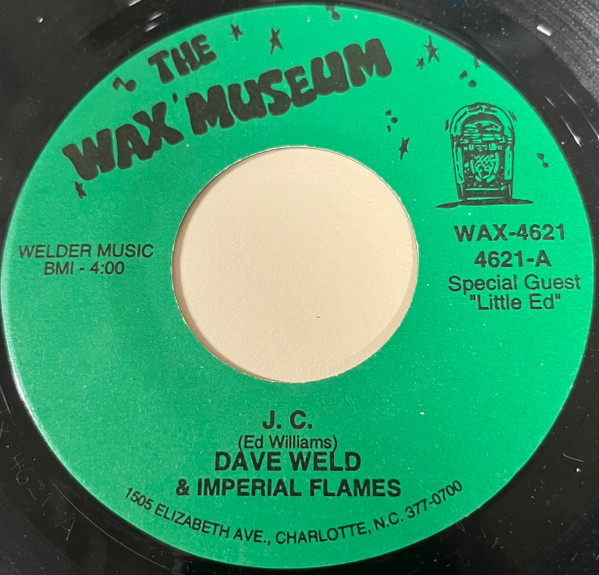 THE
WAX MUSEUM
WELDER MUSIC
BMI - 4:00
WAX-4621
4621-A
Special Guest
"Little Ed"
J. C.
(Ed Williams)
DAVE WELD
& IMPERIAL FLAMES
1505 ELIZABETH AVE., CHARLOTTE, N.C. 377-0700
4621 A